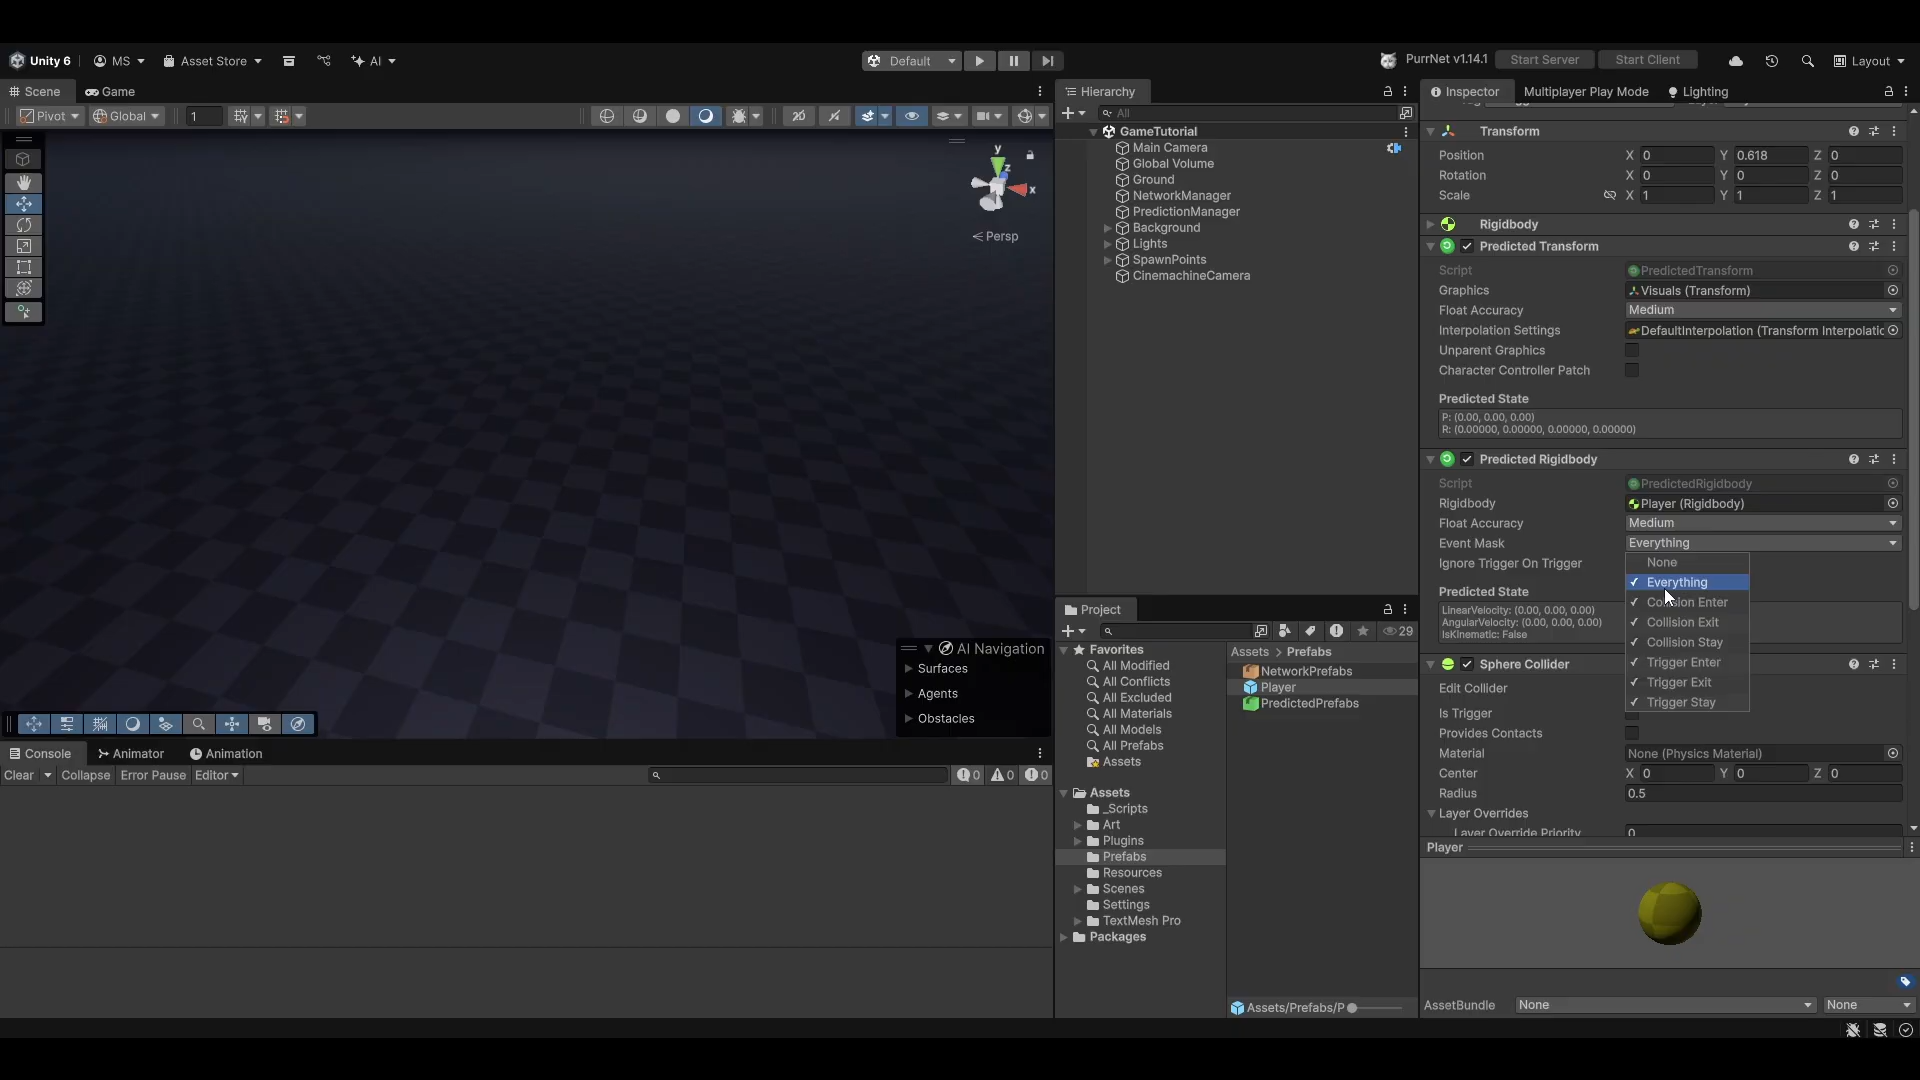 Unity 6 MS Asset Store AI Default PurrNet v1.14.1 Start Server Start Client Layout
Scene Game
Pivot Global 1 2D
y
z
x
< Persp
AI Navigation
Surfaces
Agents
Obstacles
Console Animator Animation
Clear Collapse Error Pause Editor 0 0 0
Hierarchy
All
GameTutorial
Main Camera
Global Volume
Ground
NetworkManager
PredictionManager
Background
Lights
SpawnPoints
CinemachineCamera
Project
29
Favorites
All Modified
All Conflicts
All Excluded
All Materials
All Models
All Prefabs
Assets
Assets
_Scripts
Art
Plugins
Prefabs
Resources
Scenes
Settings
TextMesh Pro
Packages
Assets > Prefabs
NetworkPrefabs
Player
PredictedPrefabs
Assets/Prefabs/P
Inspector Multiplayer Play Mode Lighting
Transform
Position X 0 Y 0.618 Z 0
Rotation X 0 Y 0 Z 0
Scale X 1 Y 1 Z 1
Rigidbody
Predicted Transform
Script PredictedTransform
Graphics Visuals (Transform)
Float Accuracy Medium
Interpolation Settings DefaultInterpolation (Transform Interpolatic
Unparent Graphics
Character Controller Patch
Predicted State
P: (0.00, 0.00, 0.00)
R: (0.00000, 0.00000, 0.00000, 0.00000)
Predicted Rigidbody
Script PredictedRigidbody
Rigidbody Player (Rigidbody)
Float Accuracy Medium
Event Mask Everything
Ignore Trigger On Trigger
None
Everything
Collision Enter
Collision Exit
Collision Stay
Trigger Enter
Trigger Exit
Trigger Stay
Predicted State
LinearVelocity: (0.00, 0.00, 0.00)
AngularVelocity: (0.00, 0.00, 0.00)
IsKinematic: False
Sphere Collider
Edit Collider
Is Trigger
Provides Contacts
Material None (Physics Material)
Center X 0 Y 0 Z 0
Radius 0.5
Layer Overrides
Layer Override Priority 0
Player
AssetBundle None None